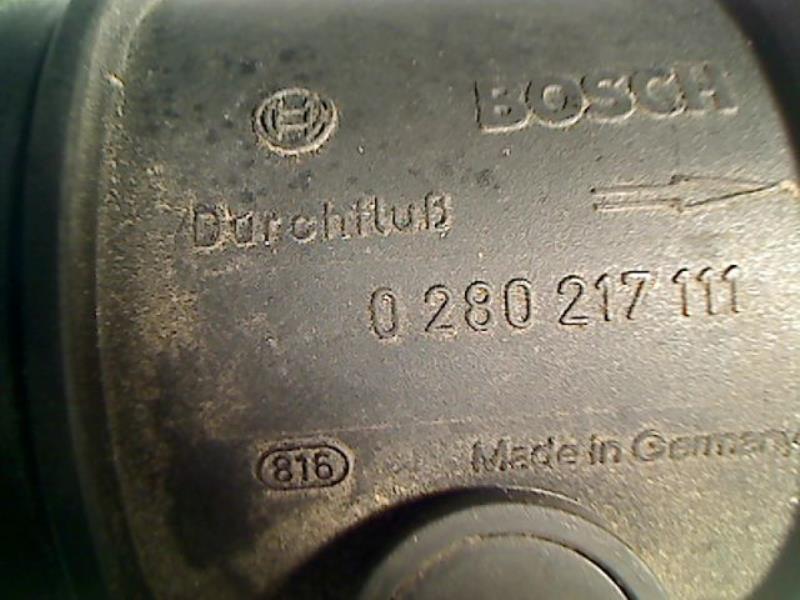 BOSCH
Durchfluß
0 280 217 111
816
Made in Germany